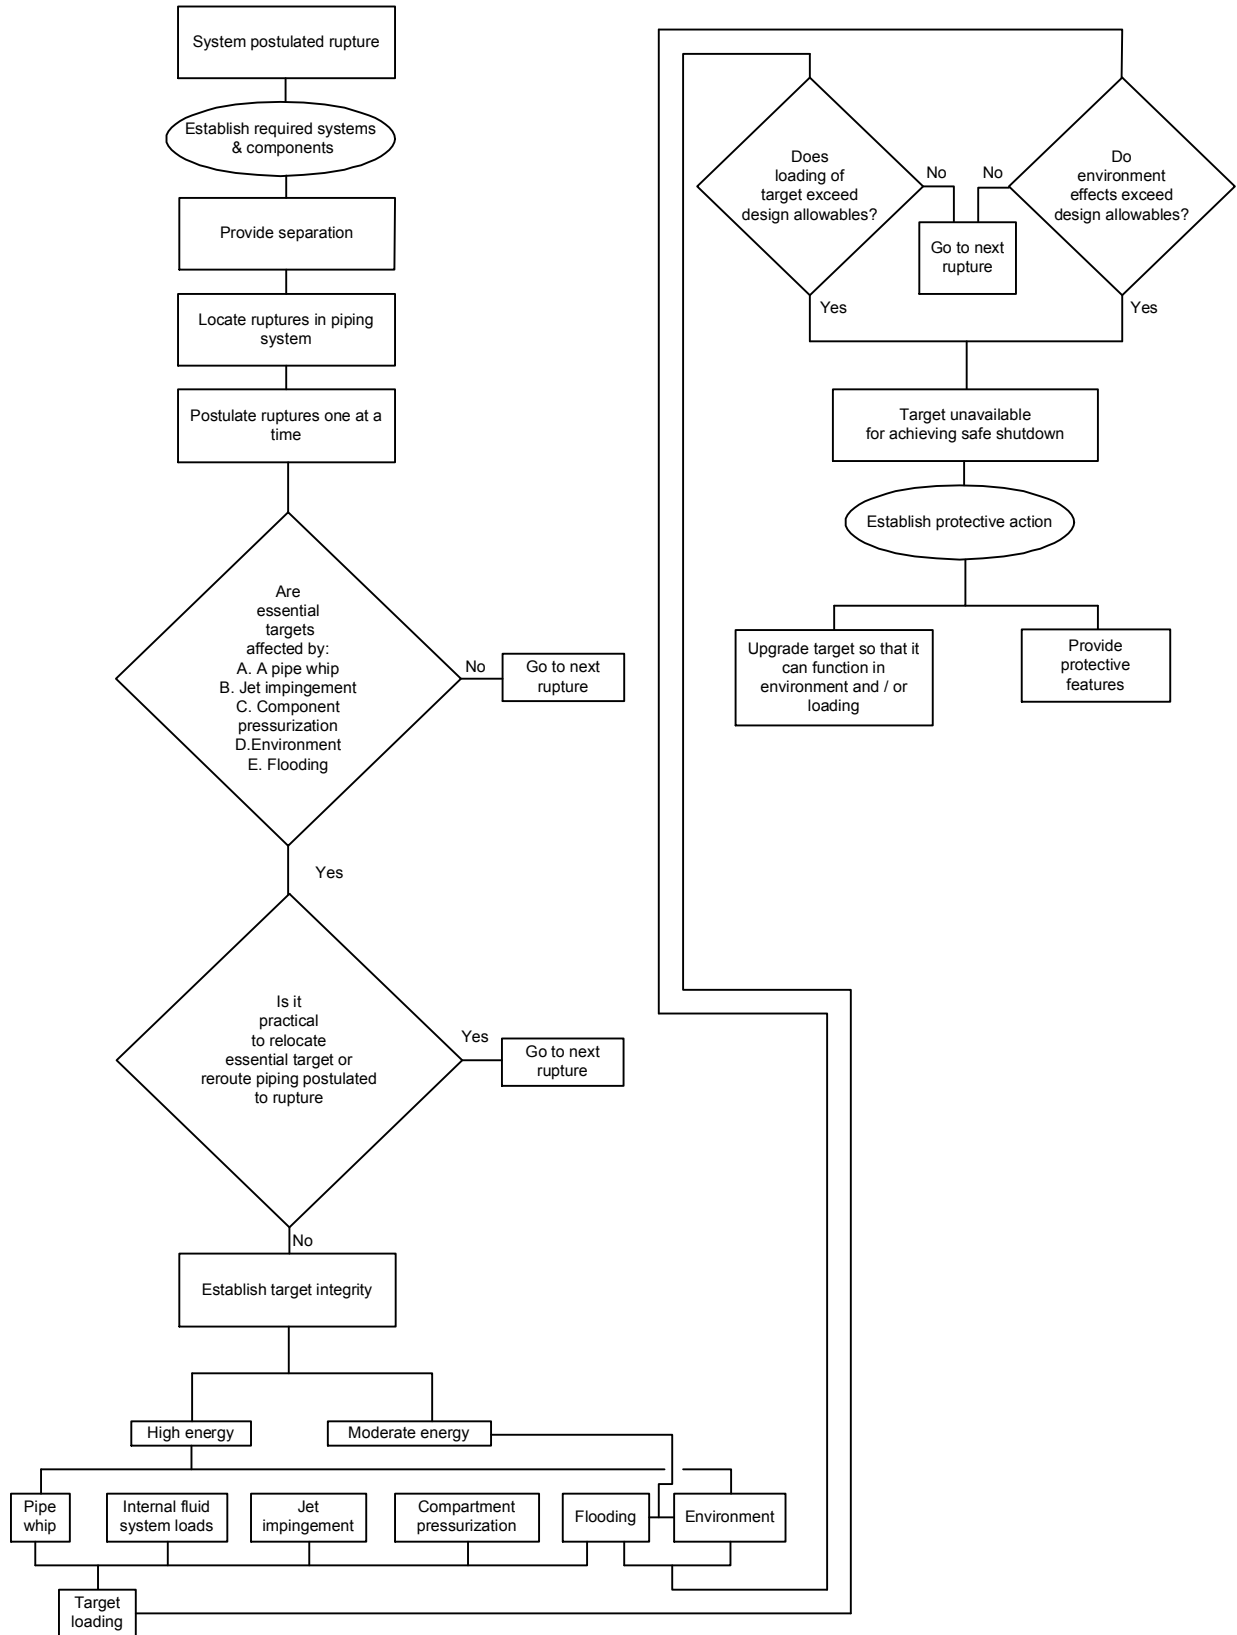 System postulated rupture
Establish required systems
& components
Provide separation
Locate ruptures in piping
system
Postulate ruptures one at a
time
Are
essential
targets
affected by:
A. A pipe whip
B. Jet impingement
C. Component
pressurization
D.Environment
E. Flooding
No
Go to next
rupture
Yes
Is it
practical
to relocate
essential target or
reroute piping postulated
to rupture
Yes
Go to next
rupture
No
Establish target integrity
High energy
Moderate energy
Pipe
whip
Internal fluid
system loads
Jet
impingement
Compartment
pressurization
Flooding
Environment
Target
loading
Does
loading of
target exceed
design allowables?
No
No
Do
environment
effects exceed
design allowables?
Go to next
rupture
Yes
Yes
Target unavailable
for achieving safe shutdown
Establish protective action
Upgrade target so that it
can function in
environment and / or
loading
Provide
protective
features